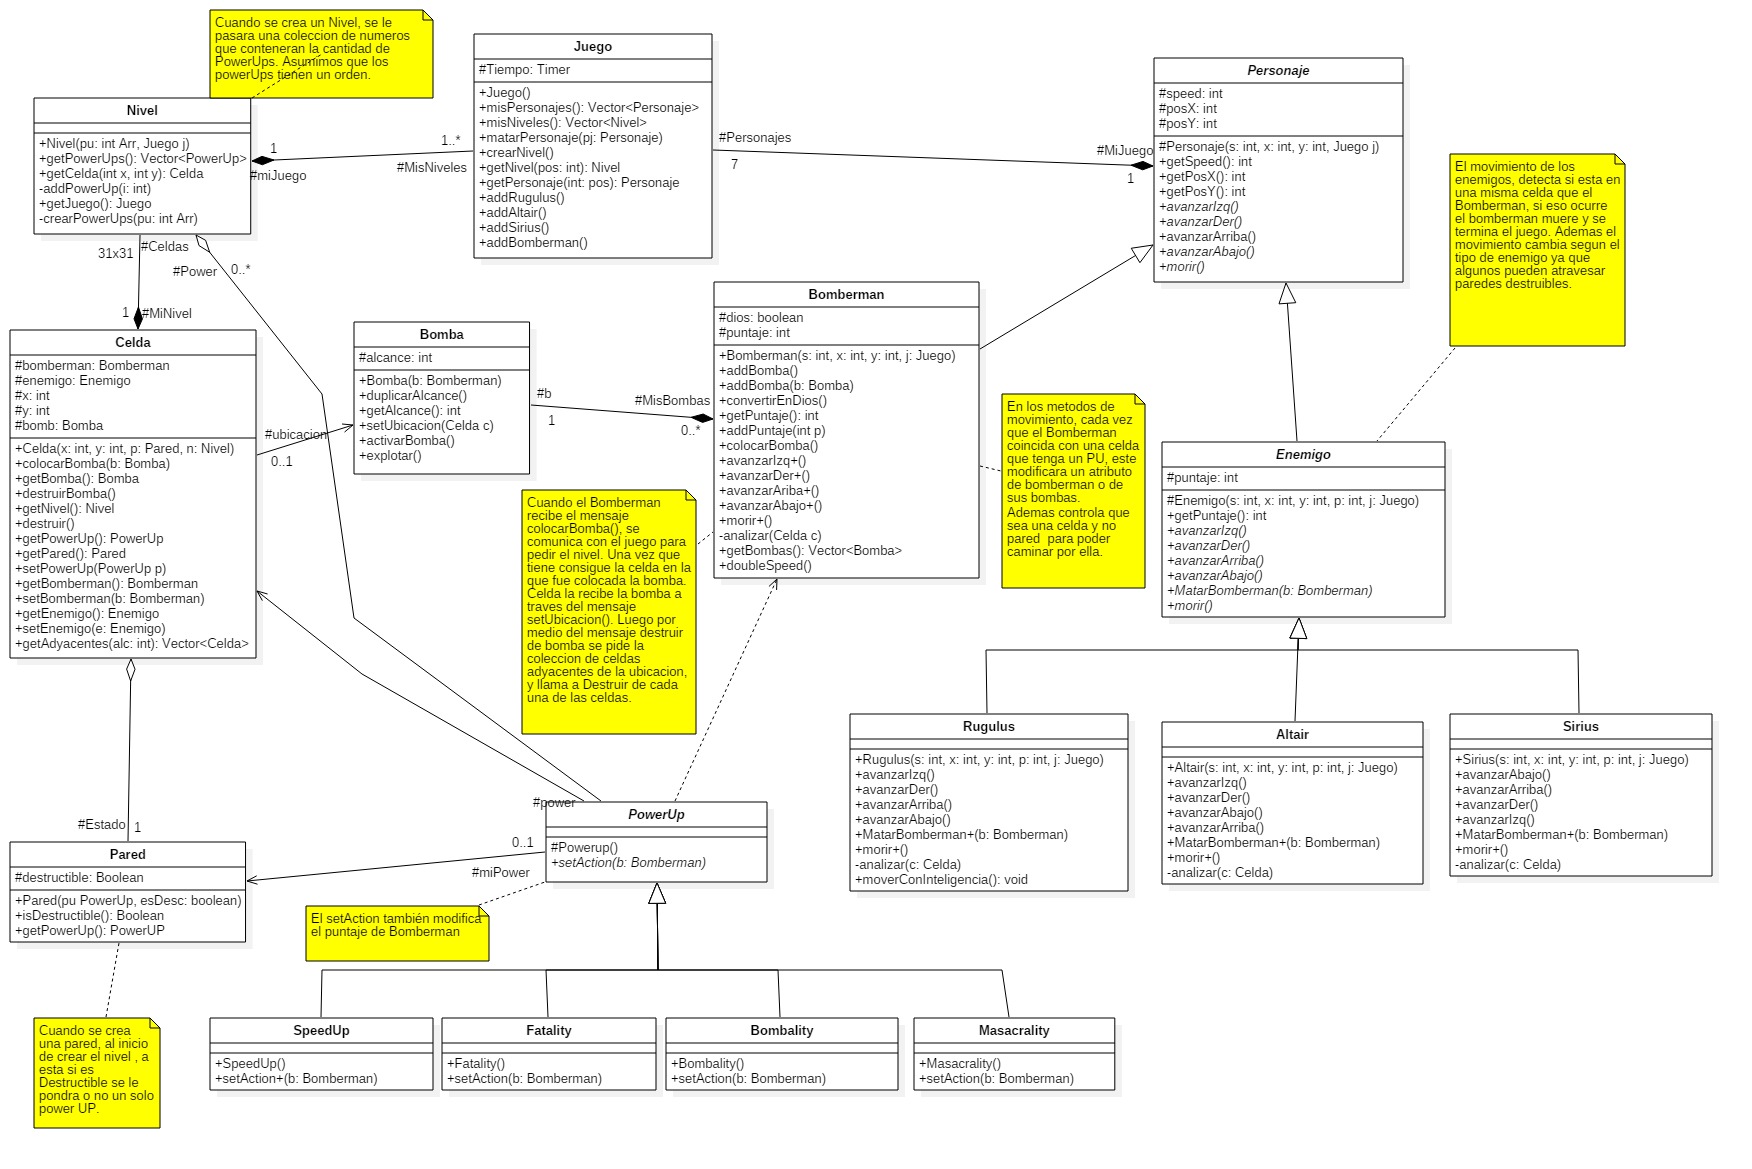 Cuando se crea un Nivel, se le
pasara una coleccion de numeros
que conteneran la cantidad de
PowerUps. Asumimos que los
powerUps tienen un orden.
Nivel
+Nivel(pu: int Arr, Juego j)
+getPowerUps(): Vector<PowerUp>
+getCelda(int x, int y): Celda
-addPowerUp(i: int)
+getJuego(): Juego
-crearPowerUps(pu: int Arr)
1
#miJuego
1..*
#MisNiveles
Juego
#Tiempo: Timer
+Juego()
+misPersonajes(): Vector<Personaje>
+misNiveles(): Vector<Nivel>
+matarPersonaje(pj: Personaje)
+crearNivel()
+getNivel(pos: int): Nivel
+getPersonaje(int: pos): Personaje
+addRugulus()
+addAltair()
+addSirius()
+addBomberman()
#Personajes
7
#MiJuego
1
Personaje
#speed: int
#posX: int
#posY: int
#Personaje(s: int, x: int, y: int, Juego j)
+getSpeed(): int
+getPosX(): int
+getPosY(): int
+avanzarIzq()
+avanzarDer()
+avanzarArriba()
+avanzarAbajo()
+morir()
El movimiento de los
enemigos, detecta si esta en
una misma celda que el
Bomberman, si eso ocurre
el bomberman muere y se
termina el juego. Ademas el
movimiento cambia segun el
tipo de enemigo ya que
algunos pueden atravesar
paredes destruibles.
31x31
#Celdas
#Power
0..*
1
#MiNivel
Celda
#bomberman: Bomberman
#enemigo: Enemigo
#x: int
#y: int
#bomb: Bomba
+Celda(x: int, y: int, p: Pared, n: Nivel)
+colocarBomba(b: Bomba)
+getBomba(): Bomba
+destruirBomba()
+getNivel(): Nivel
+destruir()
+getPowerUp(): PowerUp
+getPared(): Pared
+setPowerUp(PowerUp p)
+getBomberman(): Bomberman
+setBomberman(b: Bomberman)
+getEnemigo(): Enemigo
+setEnemigo(e: Enemigo)
+getAdyacentes(alc: int): Vector<Celda>
#ubicacion
0..1
Bomba
#alcance: int
+Bomba(b: Bomberman)
+duplicarAlcance()
+getAlcance(): int
+setUbicacion(Celda c)
+activarBomba()
+explotar()
#b
1
#MisBombas
0..*
Bomberman
#dios: boolean
#puntaje: int
+Bomberman(s: int, x: int, y: int, j: Juego)
+addBomba()
+addBomba(b: Bomba)
+convertirEnDios()
+getPuntaje(): int
+addPuntaje(int p)
+colocarBomba()
+avanzarIzq+()
+avanzarDer+()
+avanzarAriba+()
+avanzarAbajo+()
+morir+()
-analizar(Celda c)
+getBombas(): Vector<Bomba>
+doubleSpeed()
En los metodos de
movimiento, cada vez
que el Bomberman
coincida con una celda
que tenga un PU, este
modificara un atributo
de bomberman o de
sus bombas.
Ademas controla que
sea una celda y no
pared  para poder
caminar por ella.
Cuando el Bomberman
recibe el mensaje
colocarBomba(), se
comunica con el juego para
pedir el nivel. Una vez que
tiene consigue la celda en la
que fue colocada la bomba.
Celda la recibe la bomba a
traves del mensaje
setUbicacion(). Luego por
medio del mensaje destruir
de bomba se pide la
coleccion de celdas
adyacentes de la ubicacion,
y llama a Destruir de cada
una de las celdas.
Enemigo
#puntaje: int
#Enemigo(s: int, x: int, y: int, p: int, j: Juego)
+getPuntaje(): int
+avanzarIzq()
+avanzarDer()
+avanzarArriba()
+avanzarAbajo()
+MatarBomberman(b: Bomberman)
+morir()
Rugulus
+Rugulus(s: int, x: int, y: int, p: int, j: Juego)
+avanzarIzq()
+avanzarDer()
+avanzarArriba()
+avanzarAbajo()
+MatarBomberman+(b: Bomberman)
+morir+()
-analizar(c: Celda)
+moverConInteligencia(): void
Altair
+Altair(s: int, x: int, y: int, p: int, j: Juego)
+avanzarIzq()
+avanzarDer()
+avanzarAbajo()
+avanzarArriba()
+MatarBomberman+(b: Bomberman)
+morir+()
-analizar(c: Celda)
Sirius
+Sirius(s: int, x: int, y: int, p: int, j: Juego)
+avanzarAbajo()
+avanzarArriba()
+avanzarDer()
+avanzarIzq()
+MatarBomberman+(b: Bomberman)
+morir+()
-analizar(c: Celda)
#power
PowerUp
#Powerup()
+setAction(b: Bomberman)
0..1
#miPower
#Estado
1
Pared
#destructible: Boolean
+Pared(pu PowerUp, esDesc: boolean)
+isDestructible(): Boolean
+getPowerUp(): PowerUP
El setAction también modifica
el puntaje de Bomberman
Cuando se crea
una pared, al inicio
de crear el nivel , a
esta si es
Destructible se le
pondra o no un solo
power UP.
SpeedUp
+SpeedUp()
+setAction+(b: Bomberman)
Fatality
+Fatality()
+setAction(b: Bomberman)
Bombality
+Bombality()
+setAction(b: Bomberman)
Masacrality
+Masacrality()
+setAction(b: Bomberman)